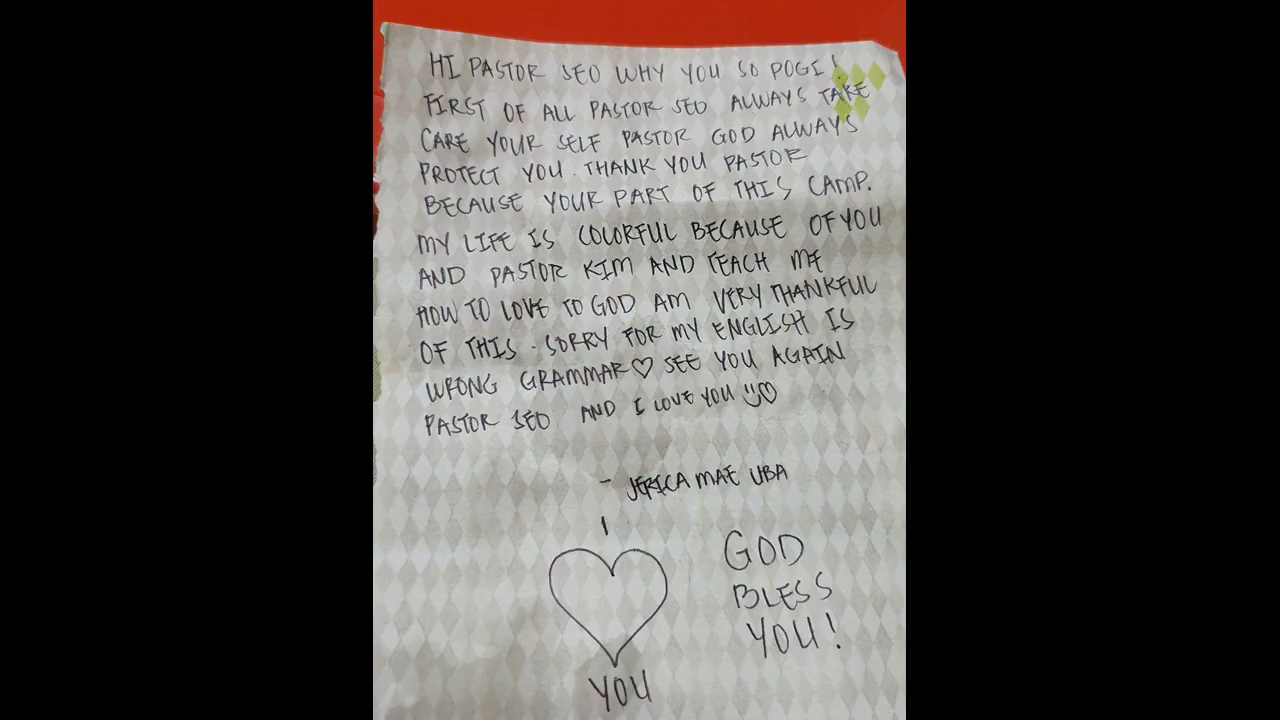 HI PASTOR SEO WHY YOU SO POGI!
FIRST OF ALL PASTOR SEO ALWAYS TAKE
CARE YOUR SELF PASTOR GOD ALWAYS
PROTECT YOU. THANK YOU PASTOR
BECAUSE YOUR PART OF THIS CAMP.
MY LIFE IS COLORFUL BECAUSE OF YOU
AND PASTOR KIM AND TEACH ME
HOW TO LOVE TO GOD AM VERY THANKFUL
OF THIS. SORRY FOR MY ENGLISH IS
WRONG GRAMMAR♡ SEE YOU AGAIN
PASTOR SEO AND I LOVE YOU ü♡
- JERICA MAE UBA
I
♡
YOU
GOD
BLESS
YOU!